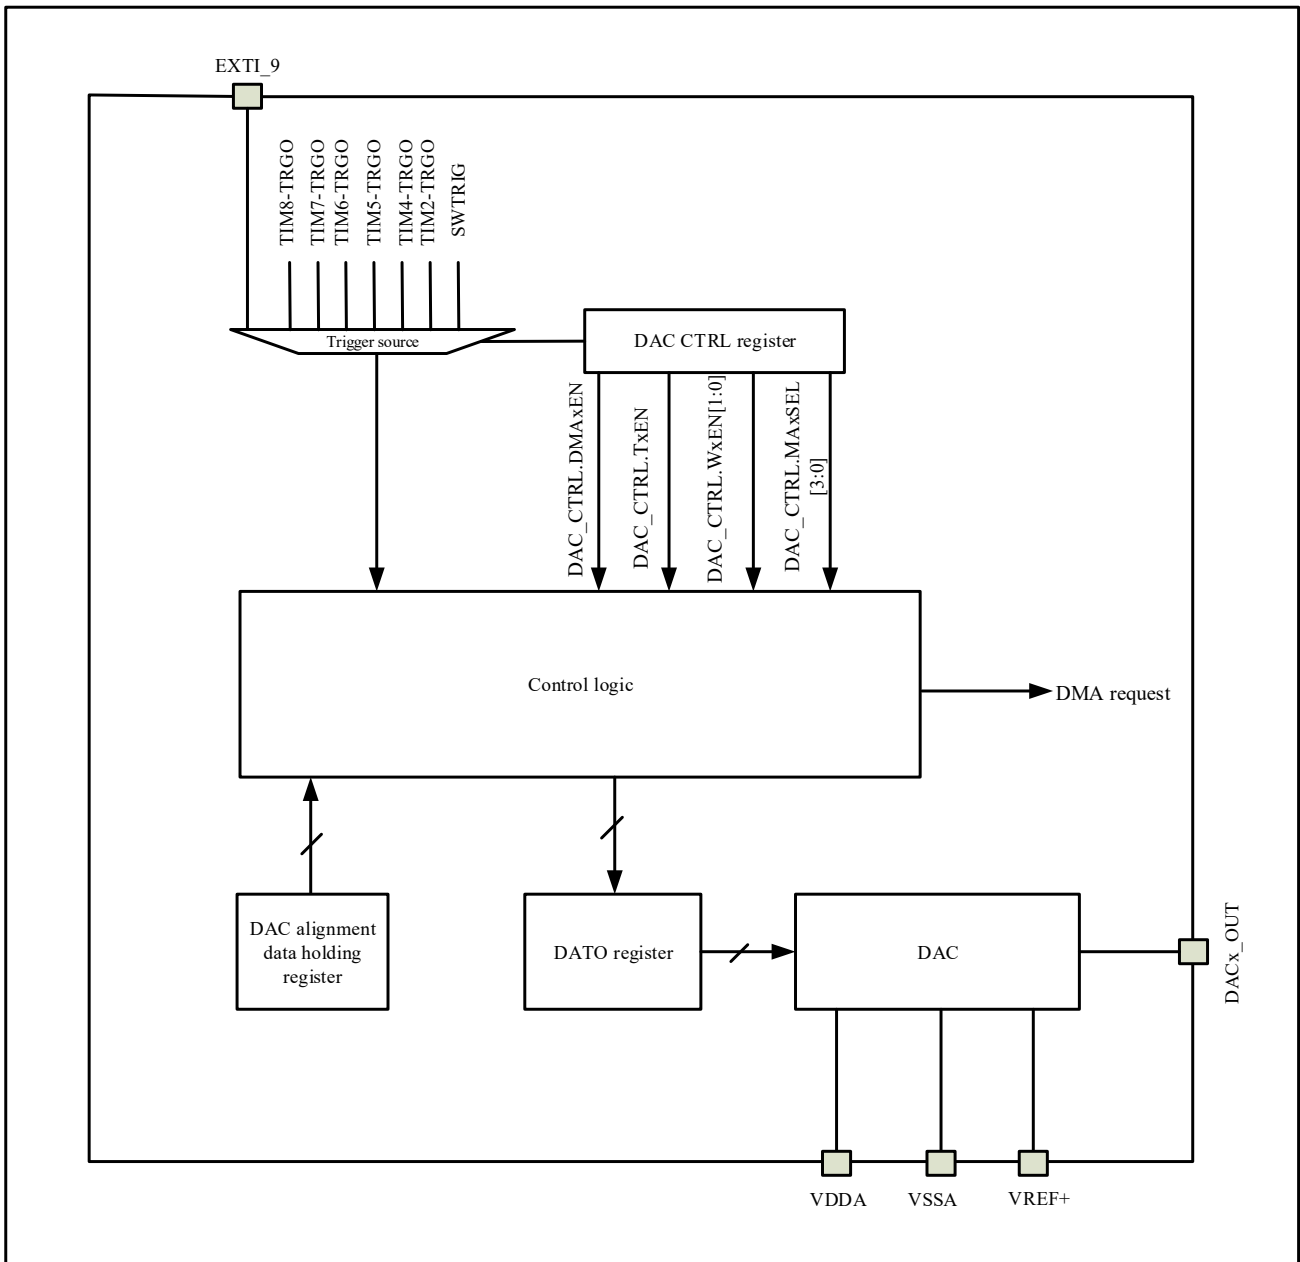 EXTI_9
TIM8-TRGO
TIM7-TRGO
TIM6-TRGO
TIM5-TRGO
TIM4-TRGO
TIM2-TRGO
SWTRIG
Trigger source
DAC CTRL register
DAC_CTRL.DMAxEN
DAC_CTRL.TxEN
DAC_CTRL.WxEN[1:0]
DAC_CTRL.MAxSEL
[3:0]
Control logic
DMA request
DAC alignment
data holding
register
DATO register
DAC
DACx_OUT
VDDA
VSSA
VREF+